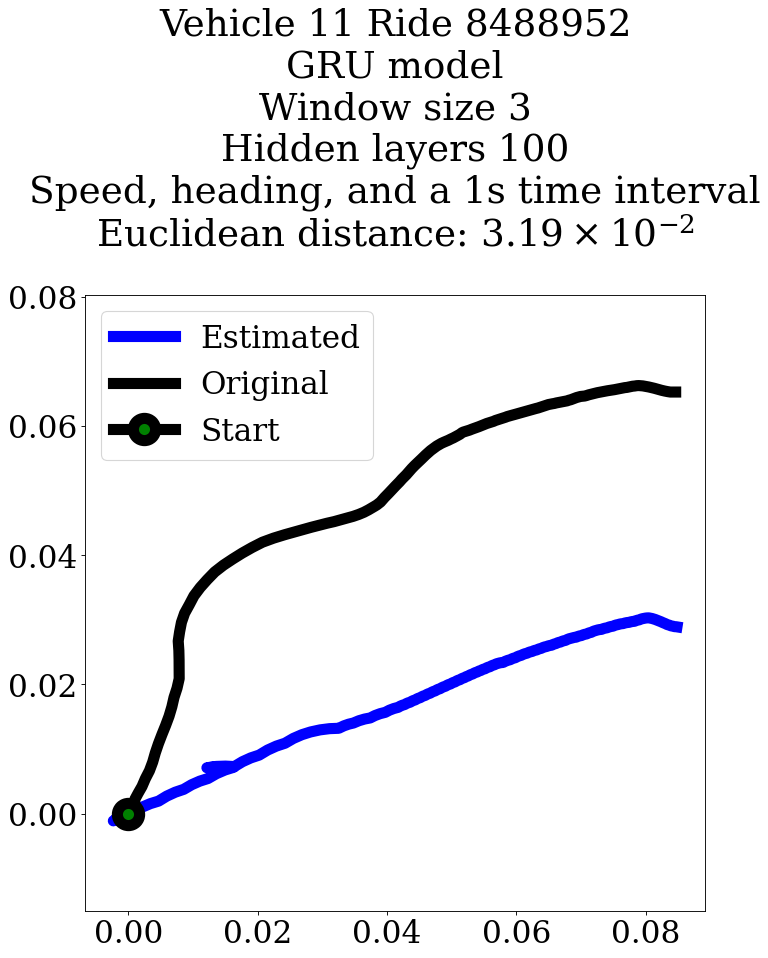 Vehicle 11 Ride 8488952
GRU model
Window size 3
Hidden layers 100
Speed, heading, and a 1s time interval
Euclidean distance: 3.19 × 10⁻²
0.08
0.06
0.04
0.02
0.00
Estimated
Original
Start
0.00 0.02 0.04 0.06 0.08